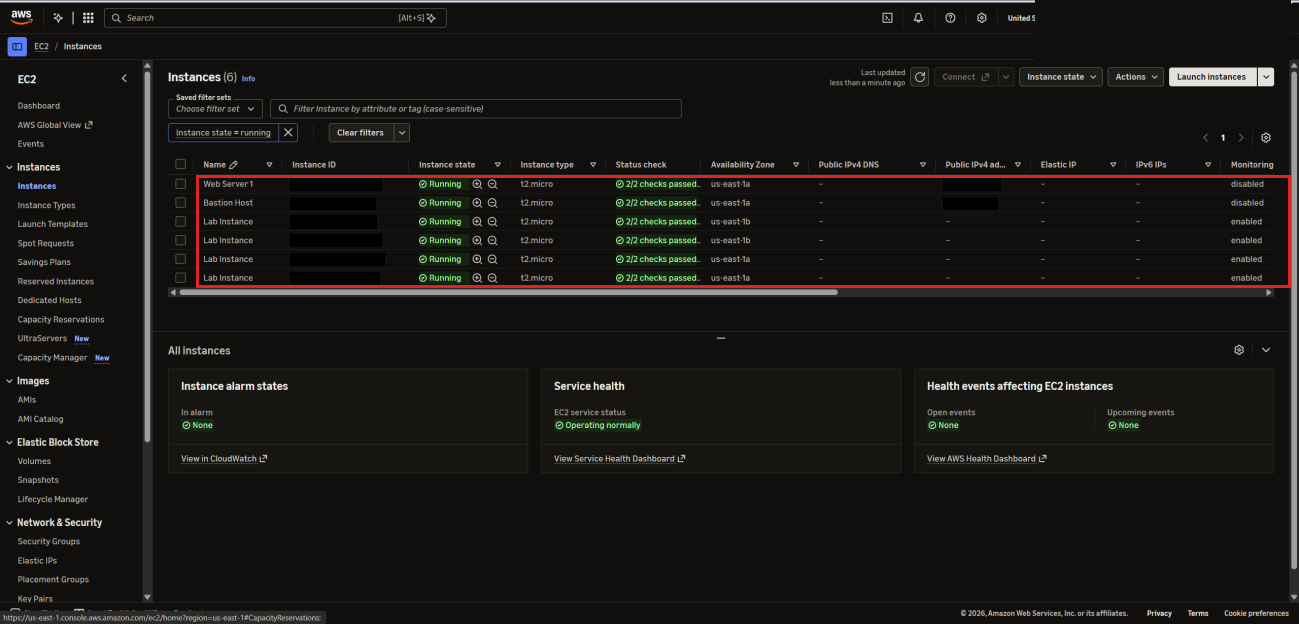 aws
Search [Alt+S]
United S
EC2 / Instances
EC2
Dashboard
AWS Global View
Events
Instances
Instances
Instance Types
Launch Templates
Spot Requests
Savings Plans
Reserved Instances
Dedicated Hosts
Capacity Reservations
UltraServers New
Capacity Manager New
Images
AMIs
AMI Catalog
Elastic Block Store
Volumes
Snapshots
Lifecycle Manager
Network & Security
Security Groups
Elastic IPs
Placement Groups
Key Pairs
Instances (6) Info
Last updated
less than a minute ago
Connect
Instance state
Actions
Launch instances
Saved filter sets
Choose filter set
Filter Instance by attribute or tag (case-sensitive)
Instance state = running
Clear filters
1
Name Instance ID Instance state Instance type Status check Availability Zone Public IPv4 DNS Public IPv4 ad... Elastic IP IPv6 IPs Monitoring
Web Server 1 Running t2.micro 2/2 checks passed.. us-east-1a – – – disabled
Bastion Host Running t2.micro 2/2 checks passed.. us-east-1a – – – disabled
Lab Instance Running t2.micro 2/2 checks passed.. us-east-1b – – – – enabled
Lab Instance Running t2.micro 2/2 checks passed.. us-east-1b – – – – enabled
Lab Instance Running t2.micro 2/2 checks passed.. us-east-1a – – – – enabled
Lab Instance Running t2.micro 2/2 checks passed.. us-east-1a – – – – enabled
All instances
Instance alarm states
In alarm
None
View in CloudWatch
Service health
EC2 service status
Operating normally
View Service Health Dashboard
Health events affecting EC2 instances
Open events
None
Upcoming events
None
View AWS Health Dashboard
https://us-east-1.console.aws.amazon.com/ec2/home?region=us-east-1#CapacityReservations:
© 2026, Amazon Web Services, Inc. or its affiliates. Privacy Terms Cookie preferences